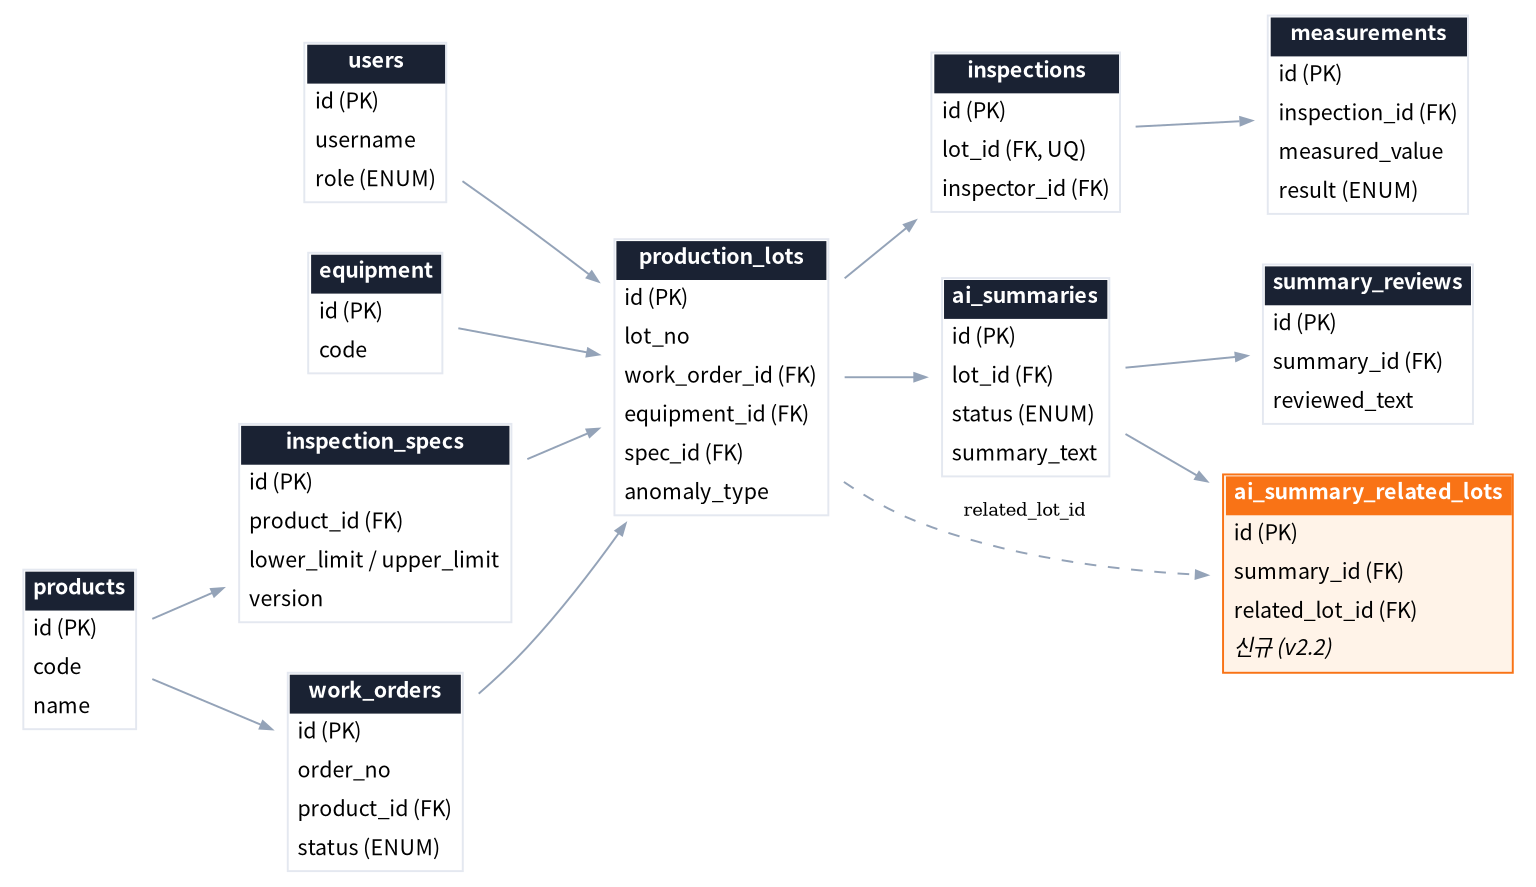 users
id (PK)
username
role (ENUM)
equipment
id (PK)
code
inspection_specs
id (PK)
product_id (FK)
lower_limit / upper_limit
version
products
id (PK)
code
name
work_orders
id (PK)
order_no
product_id (FK)
status (ENUM)
production_lots
id (PK)
lot_no
work_order_id (FK)
equipment_id (FK)
spec_id (FK)
anomaly_type
inspections
id (PK)
lot_id (FK, UQ)
inspector_id (FK)
ai_summaries
id (PK)
lot_id (FK)
status (ENUM)
summary_text
related_lot_id
measurements
id (PK)
inspection_id (FK)
measured_value
result (ENUM)
summary_reviews
id (PK)
summary_id (FK)
reviewed_text
ai_summary_related_lots
id (PK)
summary_id (FK)
related_lot_id (FK)
신규 (v2.2)